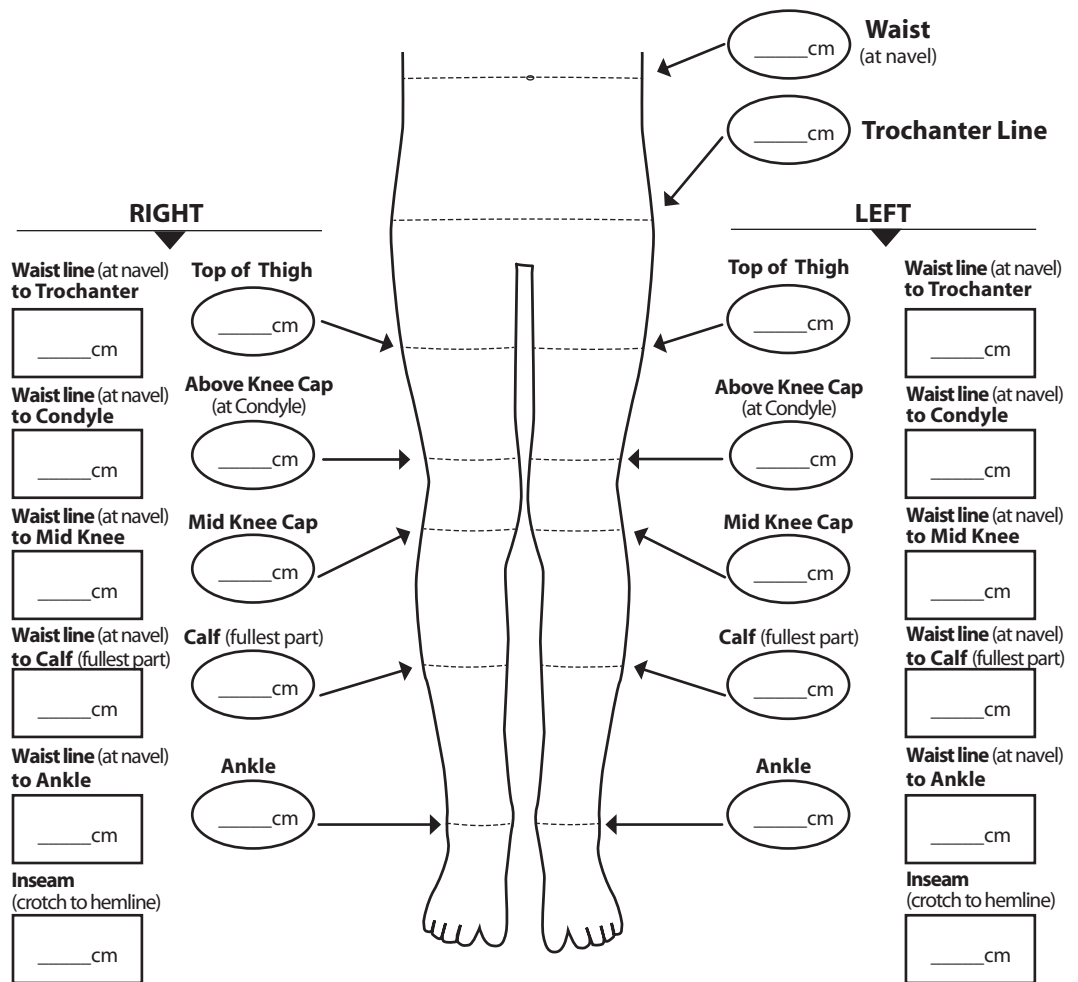 _____cm
Waist
(at navel)
_____cm
Trochanter Line
RIGHT
Waist line (at navel)
to Trochanter
_____cm
Top of Thigh
_____cm
Waist line (at navel)
to Condyle
_____cm
Above Knee Cap
(at Condyle)
_____cm
Waist line (at navel)
to Mid Knee
_____cm
Mid Knee Cap
_____cm
Waist line (at navel)
to Calf (fullest part)
_____cm
Calf (fullest part)
_____cm
Waist line (at navel)
to Ankle
_____cm
Ankle
_____cm
Inseam
(crotch to hemline)
_____cm
LEFT
Top of Thigh
_____cm
Waist line (at navel)
to Trochanter
_____cm
Above Knee Cap
(at Condyle)
_____cm
Waist line (at navel)
to Condyle
_____cm
Mid Knee Cap
_____cm
Waist line (at navel)
to Mid Knee
_____cm
Calf (fullest part)
_____cm
Waist line (at navel)
to Calf (fullest part)
_____cm
Ankle
_____cm
Waist line (at navel)
to Ankle
_____cm
Inseam
(crotch to hemline)
_____cm